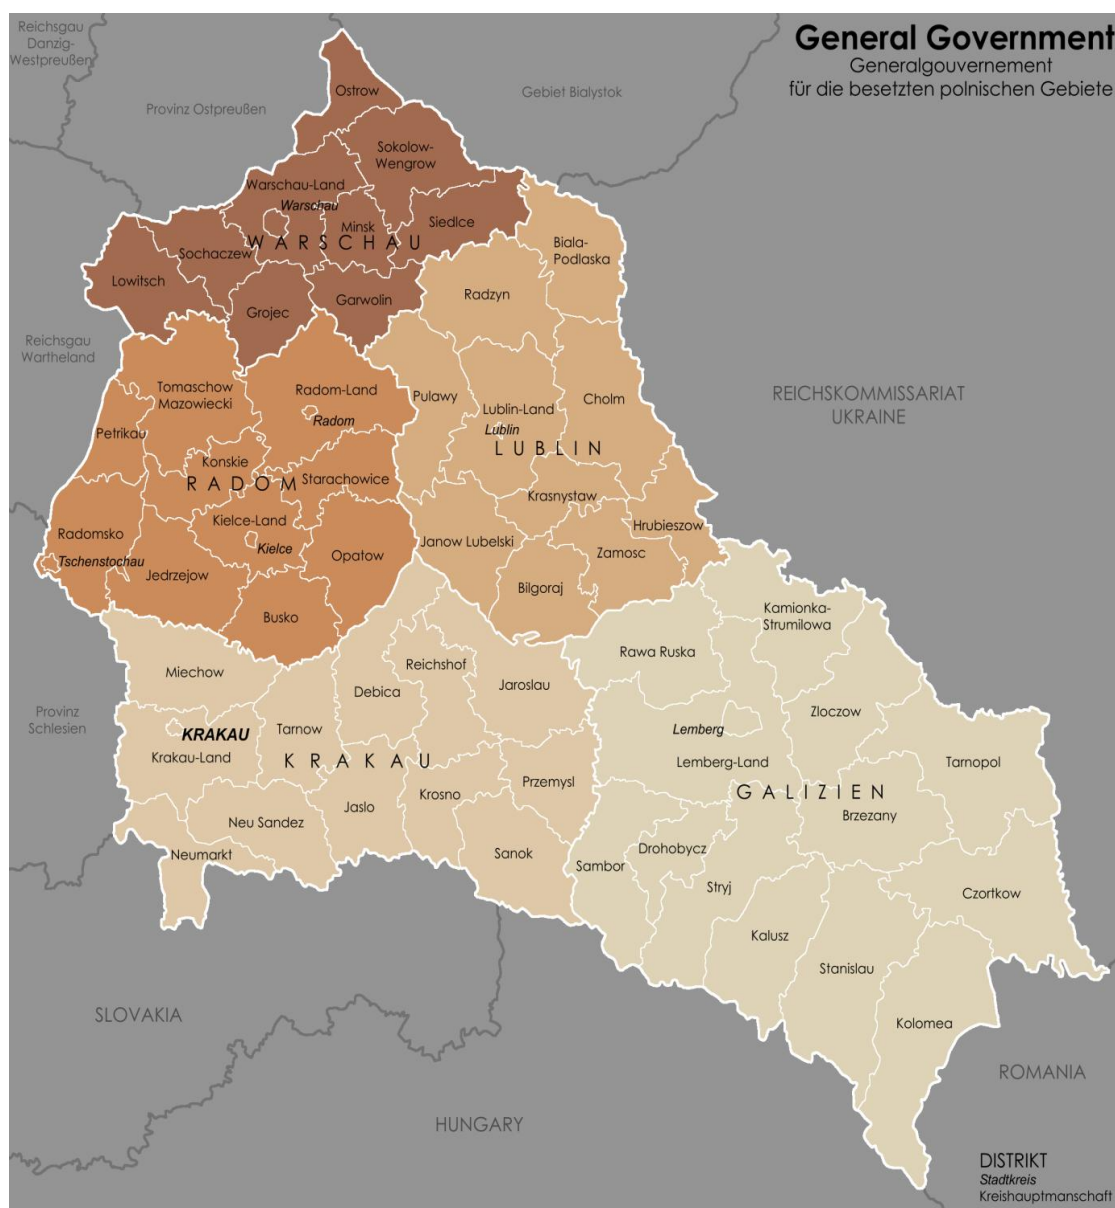 General Government
Generalgouvernement
für die besetzten polnischen Gebiete
Reichsgau
Danzig-
Westpreußen
Provinz Ostpreußen
Gebiet Bialystok
Ostrow
Sokolow-
Wengrow
Warschau-Land
Warschau
Minsk
Siedlce
WARSCHAU
Sochaczew
Lowitsch
Grojec
Garwolin
Biala-
Podlaska
Radzyn
Reichsgau
Wartheland
Tomaschow
Mazowiecki
Radom-Land
Radom
Pulawy
Lublin-Land
Lublin
LUBLIN
Cholm
REICHSKOMMISSARIAT
UKRAINE
Petrikau
Konskie
RADOM
Starachowice
Krasnystaw
Kielce-Land
Kielce
Radomsko
Tschenstochau
Jedrzejow
Opatow
Busko
Janow Lubelski
Hrubieszow
Zamosc
Bilgoraj
Kamionka-
Strumilowa
Rawa Ruska
Miechow
Reichshof
Debica
Jaroslau
Provinz
Schlesien
KRAKAU
Krakau-Land
Tarnow
KRAKAU
Zloczow
Lemberg
Lemberg-Land
Tarnopol
GALIZIEN
Brzezany
Przemysl
Krosno
Jaslo
Neu Sandez
Neumarkt
Sanok
Sambor
Drohobycz
Stryj
Czortkow
Kalusz
Stanislau
Kolomea
SLOVAKIA
HUNGARY
ROMANIA
DISTRIKT
Stadtkreis
Kreishauptmanschaft